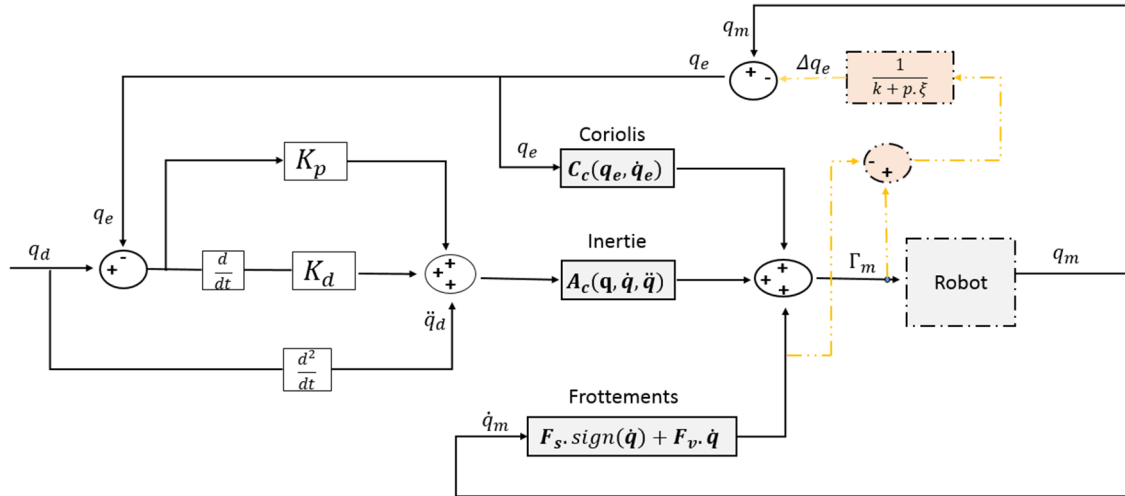 q_m
q_e
+
-
Δq_e
1
k + p.ξ
Coriolis
q_e
C_c(q_e, q̇_e)
K_p
-
+
q_e
q_d
-
+
Inertie
d
dt
K_d
+
+
+
A_c(q, q̇, q̈)
+
+
+
Γ_m
Robot
q_m
q̈_d
d²
dt
Frottements
q̇_m
F_s.sign(q̇) + F_v.q̇